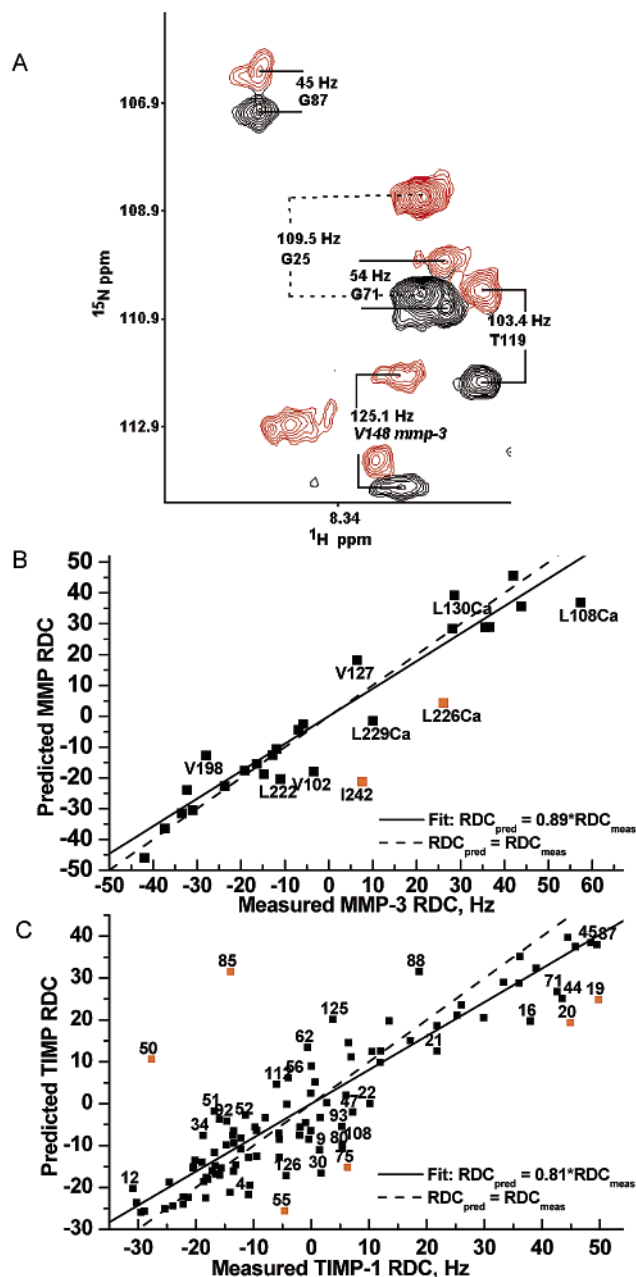 A
45 Hz
G87
106.9
108.9
109.5 Hz
G25
54 Hz
G71
110.9
103.4 Hz
T119
125.1 Hz
V148 mmp-3
112.9
15N ppm
8.34
1H ppm
B
50
40
30
20
10
0
-10
-20
-30
-40
-50
Predicted MMP RDC
L130Ca
L108Ca
V127
L226Ca
L229Ca
V198
L222
V102
I242
Fit: RDCpred = 0.89*RDCmeas
RDCpred = RDCmeas
-50 -40 -30 -20 -10 0 10 20 30 40 50 60
Measured MMP-3 RDC, Hz
C
40
30
20
10
0
-10
-20
-30
Predicted TIMP RDC
85
88
45
87
71
44
19
50
125
16
20
62
21
112
56
51
92
52
47
22
34
93
9
80
108
12
4
126
30
75
55
Fit: RDCpred = 0.81*RDCmeas
RDCpred = RDCmeas
-30 -20 -10 0 10 20 30 40 50
Measured TIMP-1 RDC, Hz